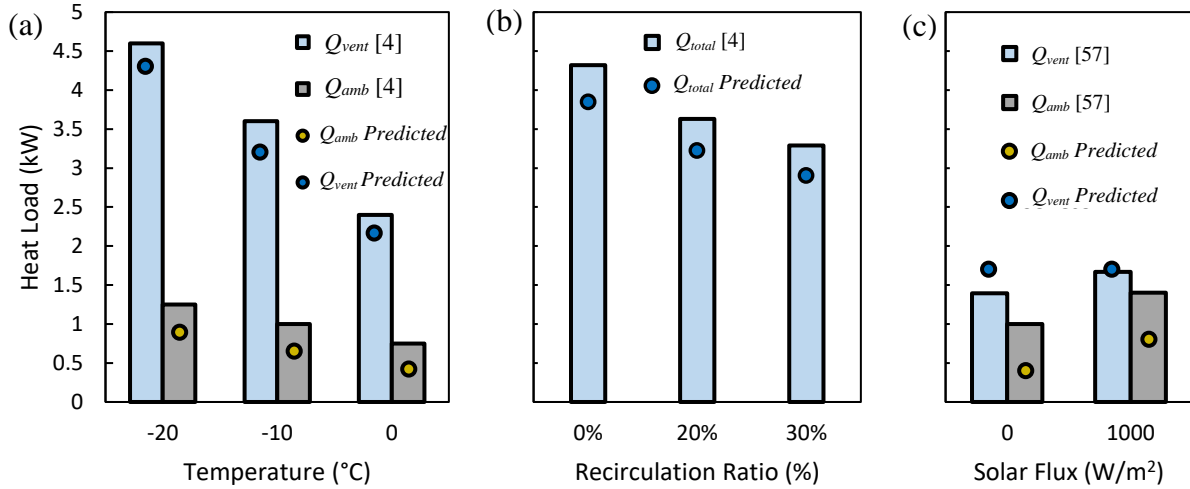 (a)
Heat Load (kW)
5
4.5
4
3.5
3
2.5
2
1.5
1
0.5
0
Qvent [4]
Qamb [4]
Qamb Predicted
Qvent Predicted
-20 -10 0
Temperature (°C)
(b)
Qtotal [4]
Qtotal Predicted
0% 20% 30%
Recirculation Ratio (%)
(c)
Qvent [57]
Qamb [57]
Qamb Predicted
Qvent Predicted
0 1000
Solar Flux (W/m²)